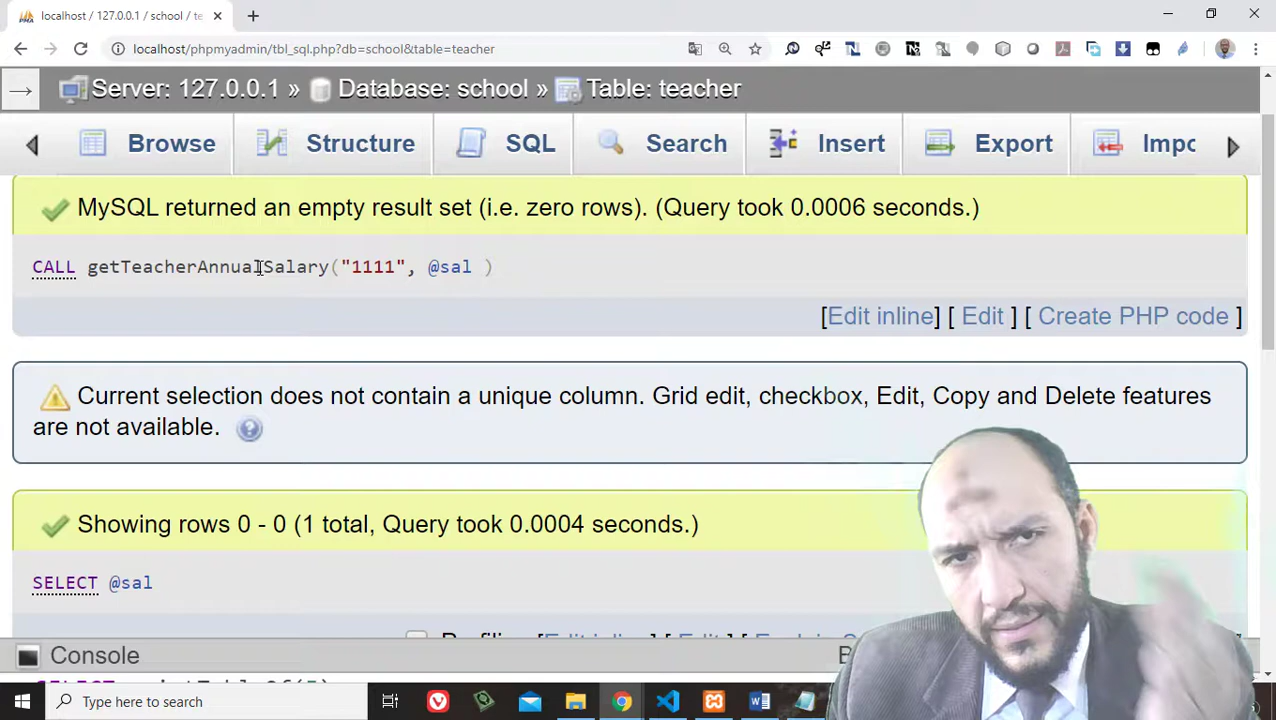 localhost / 127.0.0.1 / school / te
localhost/phpmyadmin/tbl_sql.php?db=school&table=teacher
Server: 127.0.0.1 » Database: school » Table: teacher
Browse Structure SQL Search Insert Export Impo
MySQL returned an empty result set (i.e. zero rows). (Query took 0.0006 seconds.)
CALL getTeacherAnnualSalary("1111", @sal )
[Edit inline] [ Edit ] [ Create PHP code ]
Current selection does not contain a unique column. Grid edit, checkbox, Edit, Copy and Delete features
are not available.
Showing rows 0 - 0 (1 total, Query took 0.0004 seconds.)
SELECT @sal
Console
Type here to search